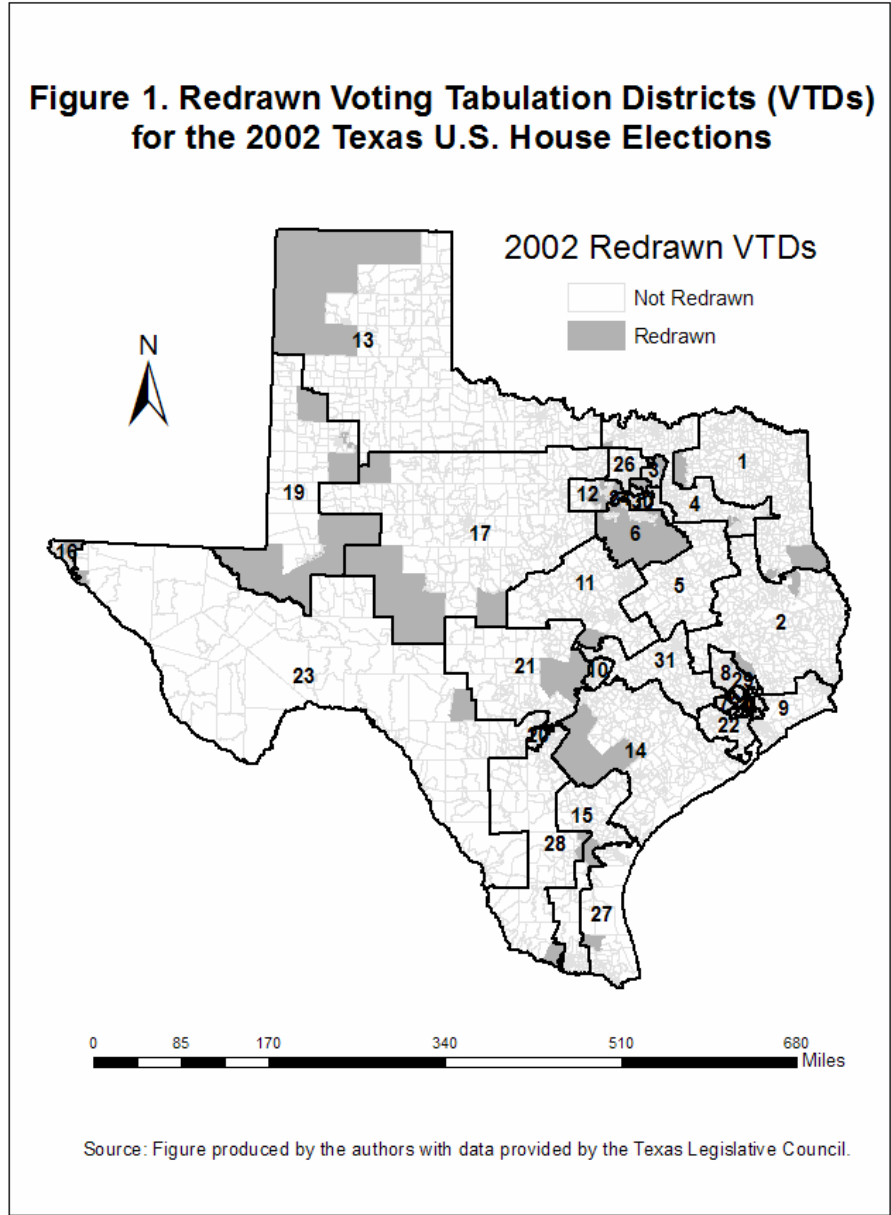 Figure 1. Redrawn Voting Tabulation Districts (VTDs)
for the 2002 Texas U.S. House Elections
2002 Redrawn VTDs
Not Redrawn
Redrawn
N
13
1
26
3
19
12
4
17
16
6
11
5
2
23
21
10
31
8
29
9
22
20
14
15
28
27
0 85 170 340 510 680
Miles
Source: Figure produced by the authors with data provided by the Texas Legislative Council.